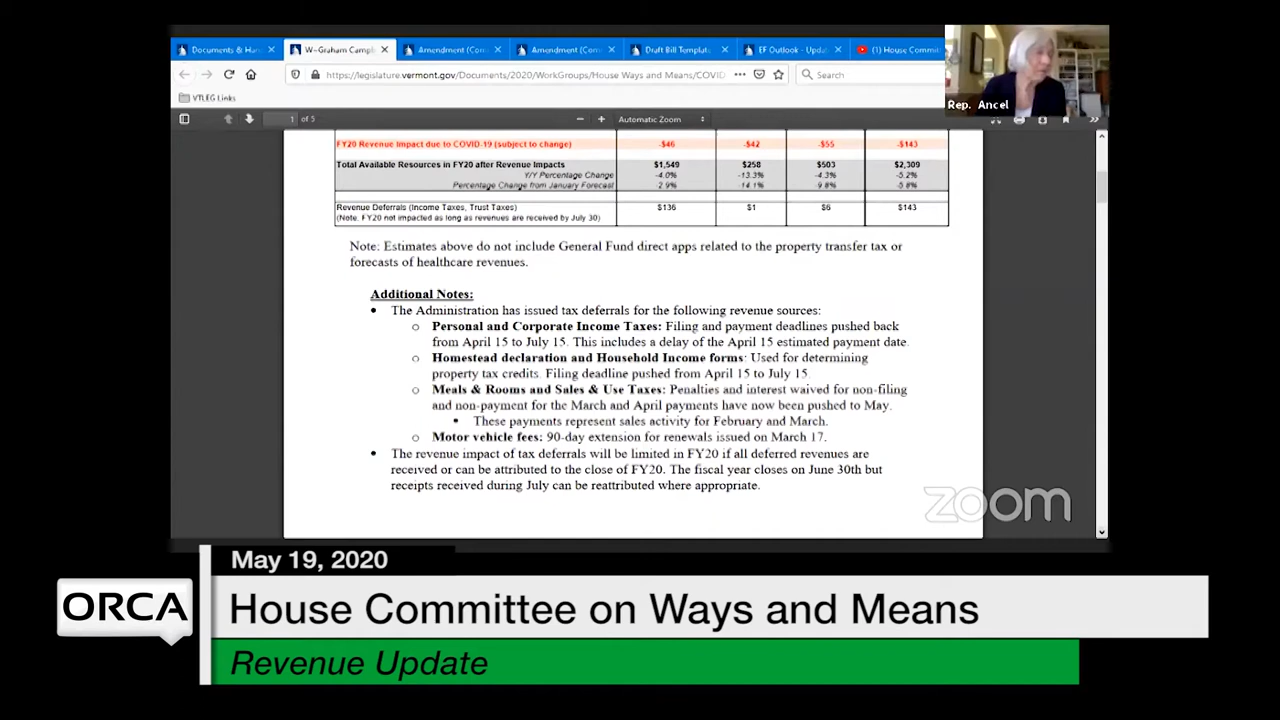 Documents & Han
W~Graham Campb
Amendment (Con
Amendment (Con
Draft Bill Templat
EF Outlook - Upda
(1) House Commit
https://legislature.vermont.gov/Documents/2020/WorkGroups/House Ways and Means/COVID
Search
VTLEG Links
Rep. Ancel
1 of 5
Automatic Zoom
FY20 Revenue Impact due to COVID-19 (subject to change) -$46 -$42 -$55 -$143
Total Available Resources in FY20 after Revenue Impacts $1,549 $258 $503 $2,309
Y/Y Percentage Change -4.0% -13.3% -4.3% -5.2%
Percentage Change from January Forecast -2.9% -14.1% -9.8% -5.8%
Revenue Deferrals (Income Taxes, Trust Taxes) $136 $1 $6 $143
(Note: FY20 not impacted as long as revenues are received by July 30)
Note: Estimates above do not include General Fund direct apps related to the property transfer tax or
forecasts of healthcare revenues.
Additional Notes:
• The Administration has issued tax deferrals for the following revenue sources:
o Personal and Corporate Income Taxes: Filing and payment deadlines pushed back
from April 15 to July 15. This includes a delay of the April 15 estimated payment date.
o Homestead declaration and Household Income forms: Used for determining
property tax credits. Filing deadline pushed from April 15 to July 15.
o Meals & Rooms and Sales & Use Taxes: Penalties and interest waived for non-filing
and non-payment for the March and April payments have now been pushed to May.
• These payments represent sales activity for February and March.
o Motor vehicle fees: 90-day extension for renewals issued on March 17.
• The revenue impact of tax deferrals will be limited in FY20 if all deferred revenues are
received or can be attributed to the close of FY20. The fiscal year closes on June 30th but
receipts received during July can be reattributed where appropriate.
zoom
May 19, 2020
ORCA
House Committee on Ways and Means
Revenue Update